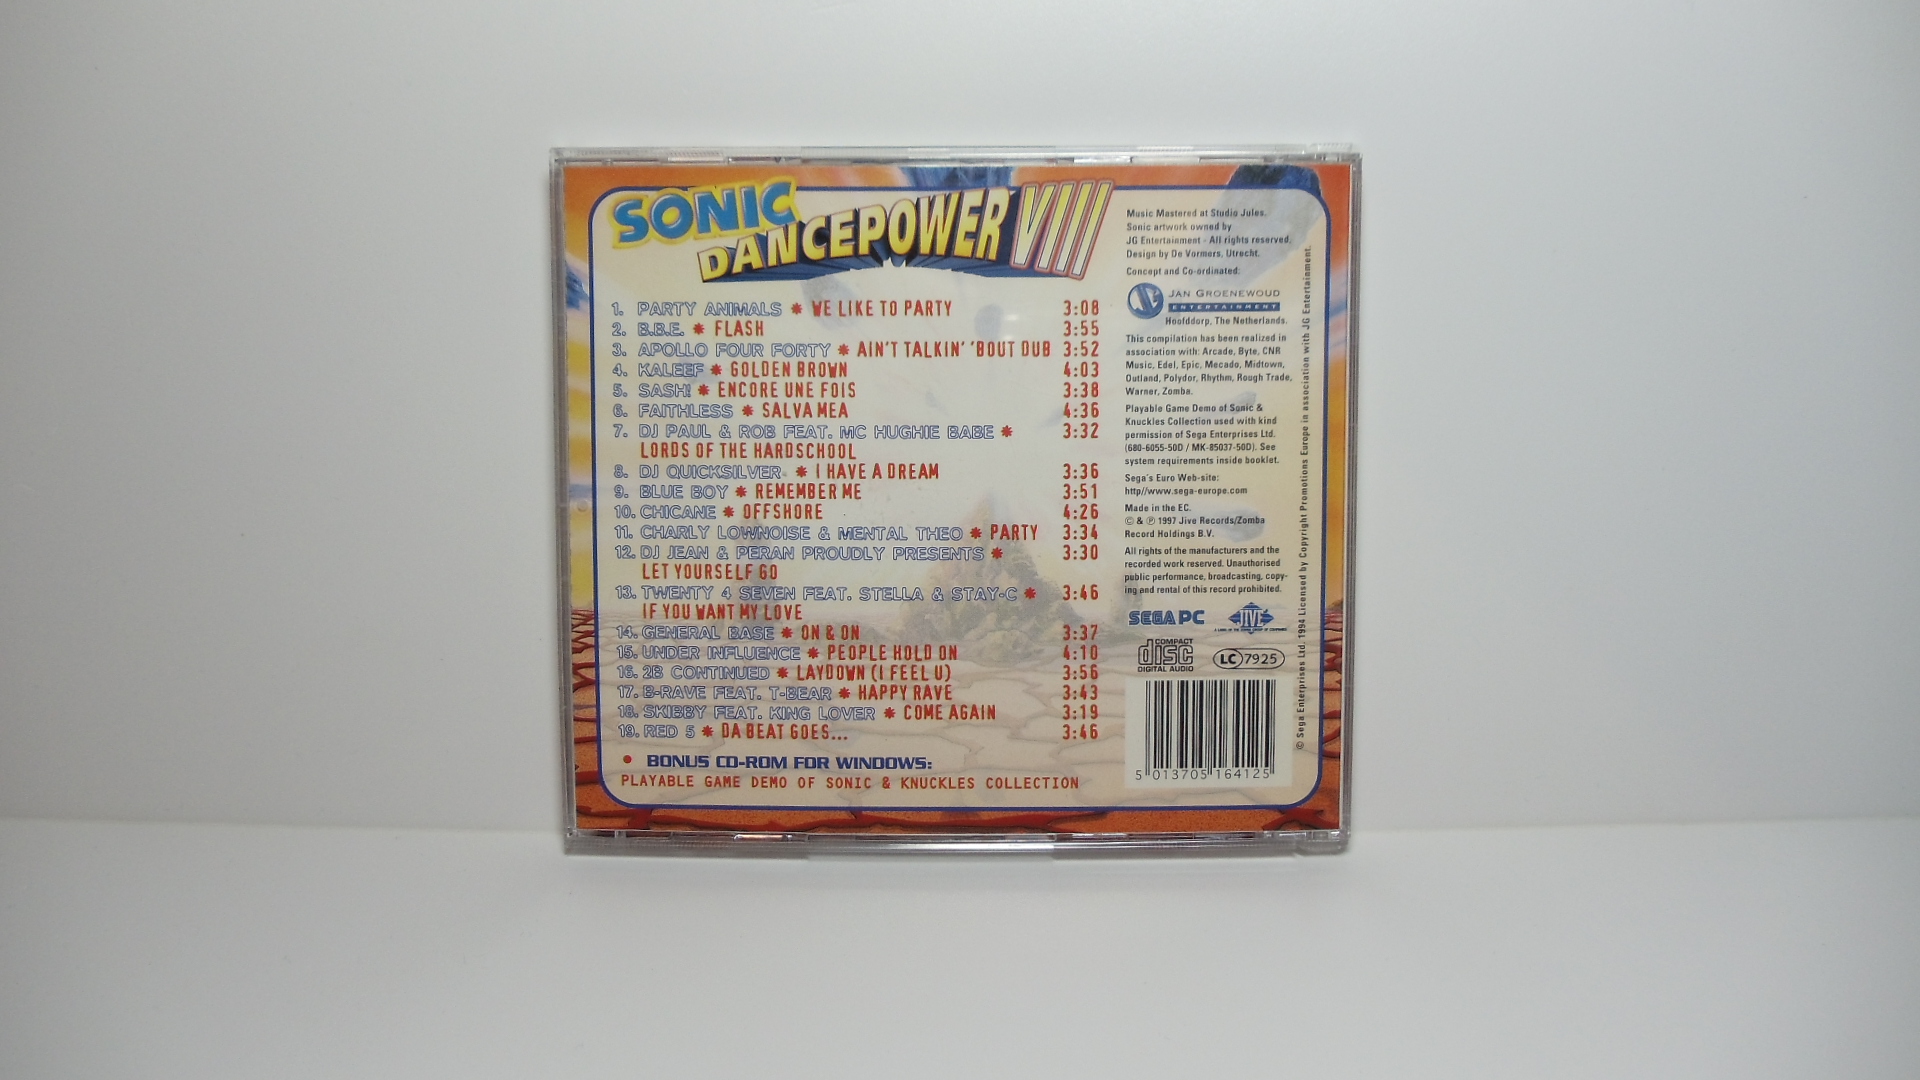 SONIC
DANCEPOWER VIII
1. PARTY ANIMALS * WE LIKE TO PARTY 3:08
2. B.B.E. * FLASH 3:55
3. APOLLO FOUR FORTY * AIN'T TALKIN' 'BOUT DUB 3:52
4. KALEEF * GOLDEN BROWN 4:03
5. SASH! * ENCORE UNE FOIS 3:38
6. FAITHLESS * SALVA MEA 4:36
7. DJ PAUL & ROB FEAT. MC HUGHIE BABE * 3:32
LORDS OF THE HARDSCHOOL
8. DJ QUICKSILVER * I HAVE A DREAM 3:36
9. BLUE BOY * REMEMBER ME 3:51
10. CHICANE * OFFSHORE 4:26
11. CHARLY LOWNOISE & MENTAL THEO * PARTY 3:34
12. DJ JEAN & PERAN PROUDLY PRESENTS * 3:30
LET YOURSELF GO
13. TWENTY 4 SEVEN FEAT. STELLA & STAY-C * 3:46
IF YOU WANT MY LOVE
14. GENERAL BASE * ON & ON 3:37
15. UNDER INFLUENCE * PEOPLE HOLD ON 4:10
16. 2B CONTINUED * LAYDOWN (I FEEL U) 3:56
17. B-RAVE FEAT. T-BEAR * HAPPY RAVE 3:43
18. SKIBBY FEAT. KING LOVER * COME AGAIN 3:19
19. RED 5 * DA BEAT GOES... 3:46
• BONUS CD-ROM FOR WINDOWS:
PLAYABLE GAME DEMO OF SONIC & KNUCKLES COLLECTION
Music Mastered at Studio Jules.
Sonic artwork owned by
JG Entertainment - All rights reserved.
Design by De Vormers, Utrecht.
Concept and Co-ordinated:
JAN GROENEWOUD
ENTERTAINMENT
Hoofddorp, The Netherlands.
This compilation has been realized in
association with: Arcade, Byte, CNR
Music, Edel, Epic, Mecado, Midtown,
Outland, Polydor, Rhythm, Rough Trade,
Warner, Zomba.
Playable Game Demo of Sonic &
Knuckles Collection used with kind
permission of Sega Enterprises Ltd.
(680-6055-50D / MK-85037-50D). See
system requirements inside booklet.
Sega's Euro Web-site:
http//www.sega-europe.com
Made in the EC.
© & ℗ 1997 Jive Records/Zomba
Record Holdings B.V.
All rights of the manufacturers and the
recorded work reserved. Unauthorised
public performance, broadcasting, copy-
ing and rental of this record prohibited.
SEGA PC JIVE
COMPACT
disc
DIGITAL AUDIO
LC 7925
5 013705 164125
© Sega Enterprises Ltd. 1994 Licensed by Copyright Promotions Europe in association with JG Entertainment.